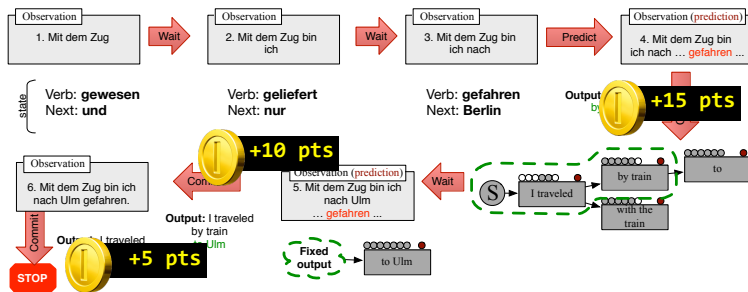 Observation
1. Mit dem Zug
Wait
Observation
2. Mit dem Zug bin
ich
Wait
Observation
3. Mit dem Zug bin
ich nach
Predict
Observation (prediction)
4. Mit dem Zug bin
ich nach ... gefahren ...
state
Verb: gewesen
Next: und
Verb: geliefert
Next: nur
Verb: gefahren
Next: Berlin
+15 pts
S
I traveled
by train
to
with the
train
Wait
Observation (prediction)
5. Mit dem Zug bin ich
nach Ulm
... gefahren ...
Fixed
output
to Ulm
+10 pts
Output: I traveled
by train
to Ulm
Observation
6. Mit dem Zug bin ich
nach Ulm gefahren.
Commit
I traveled
+5 pts
STOP